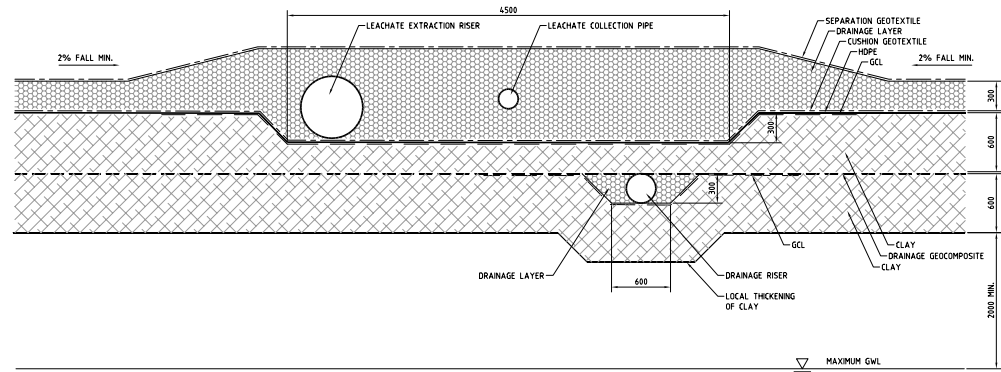 4500
LEACHATE EXTRACTION RISER
LEACHATE COLLECTION PIPE
SEPARATION GEOTEXTILE
DRAINAGE LAYER
CUSHION GEOTEXTILE
HDPE
GCL
2% FALL MIN.
2% FALL MIN.
300
300
600
300
600
CLAY
DRAINAGE GEOCOMPOSITE
CLAY
GCL
DRAINAGE LAYER
600
DRAINAGE RISER
LOCAL THICKENING
OF CLAY
2000 MIN.
MAXIMUM GWL